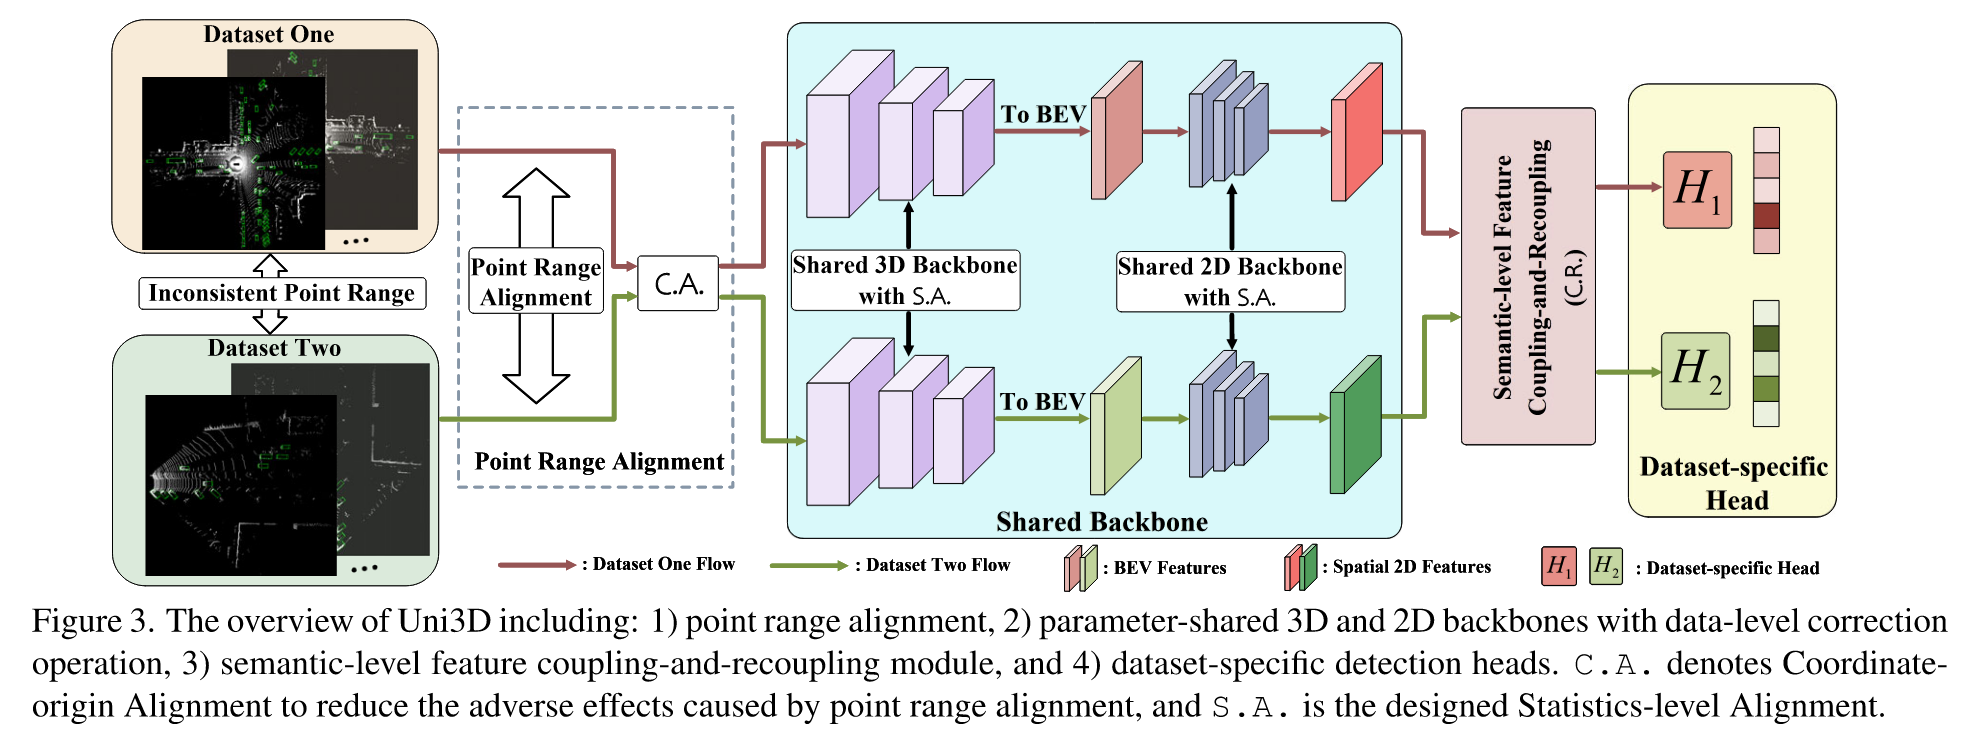 Dataset One
Inconsistent Point Range
Dataset Two
Point Range
Alignment
C.A.
Point Range Alignment
To BEV
Shared 3D Backbone
with S.A.
Shared 2D Backbone
with S.A.
To BEV
Shared Backbone
Semantic-level Feature
Coupling-and-Recoupling
(C.R.)
H1
H2
Dataset-specific
Head
: Dataset One Flow
: Dataset Two Flow
: BEV Features
: Spatial 2D Features
H1
H2
: Dataset-specific Head
Figure 3. The overview of Uni3D including: 1) point range alignment, 2) parameter-shared 3D and 2D backbones with data-level correction
operation, 3) semantic-level feature coupling-and-recoupling module, and 4) dataset-specific detection heads. C.A. denotes Coordinate-
origin Alignment to reduce the adverse effects caused by point range alignment, and S.A. is the designed Statistics-level Alignment.